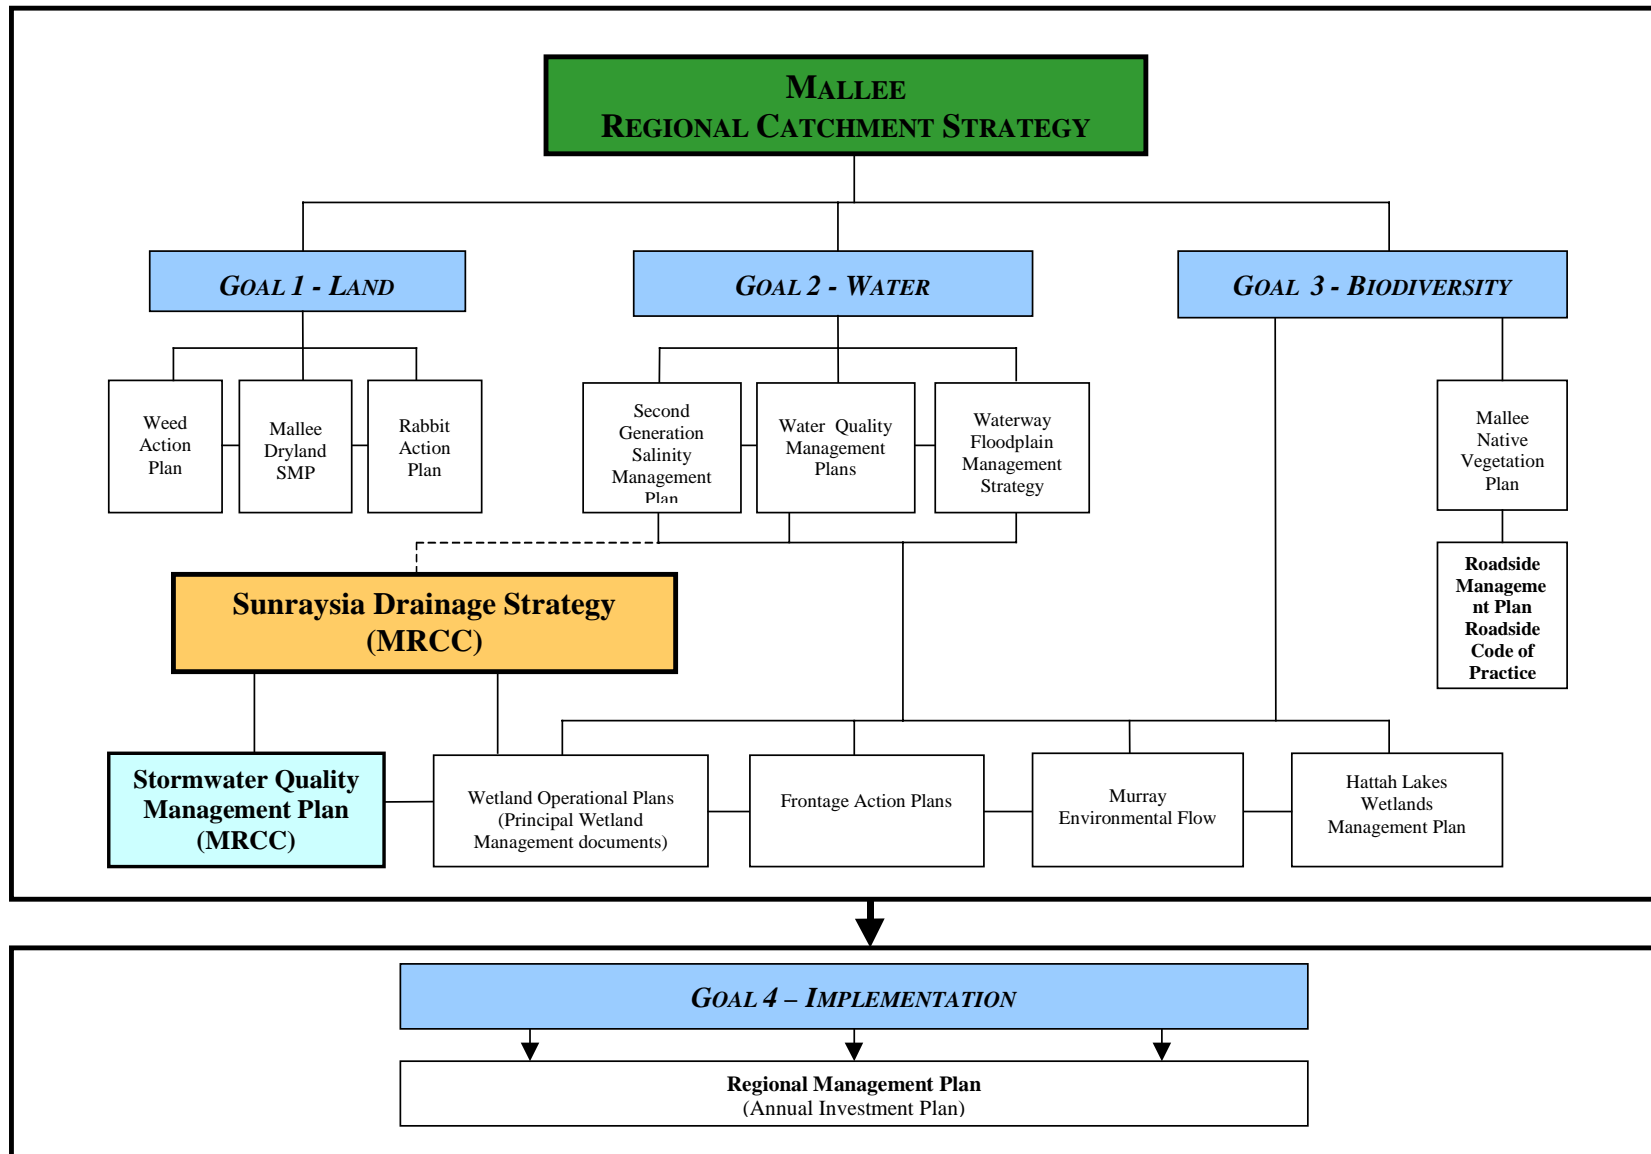 MALLEE
REGIONAL CATCHMENT STRATEGY
GOAL 1 - LAND
GOAL 2 - WATER
GOAL 3 - BIODIVERSITY
Weed
Action
Plan
Mallee
Dryland
SMP
Rabbit
Action
Plan
Second
Generation
Salinity
Management
Plan
Water Quality
Management
Plans
Waterway
Floodplain
Management
Strategy
Mallee
Native
Vegetation
Plan
Roadside
Manageme
nt Plan
Roadside
Code of
Practice
Sunraysia Drainage Strategy
(MRCC)
Stormwater Quality
Management Plan
(MRCC)
Wetland Operational Plans
(Principal Wetland
Management documents)
Frontage Action Plans
Murray
Environmental Flow
Hattah Lakes
Wetlands
Management Plan
GOAL 4 – IMPLEMENTATION
Regional Management Plan
(Annual Investment Plan)